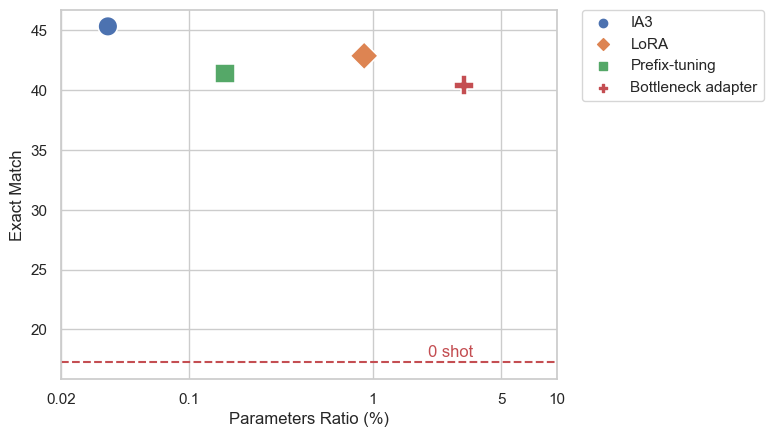 45
40
35
30
25
20
Exact Match
0 shot
0.02
0.1
1
5
10
Parameters Ratio (%)
IA3
LoRA
Prefix-tuning
Bottleneck adapter